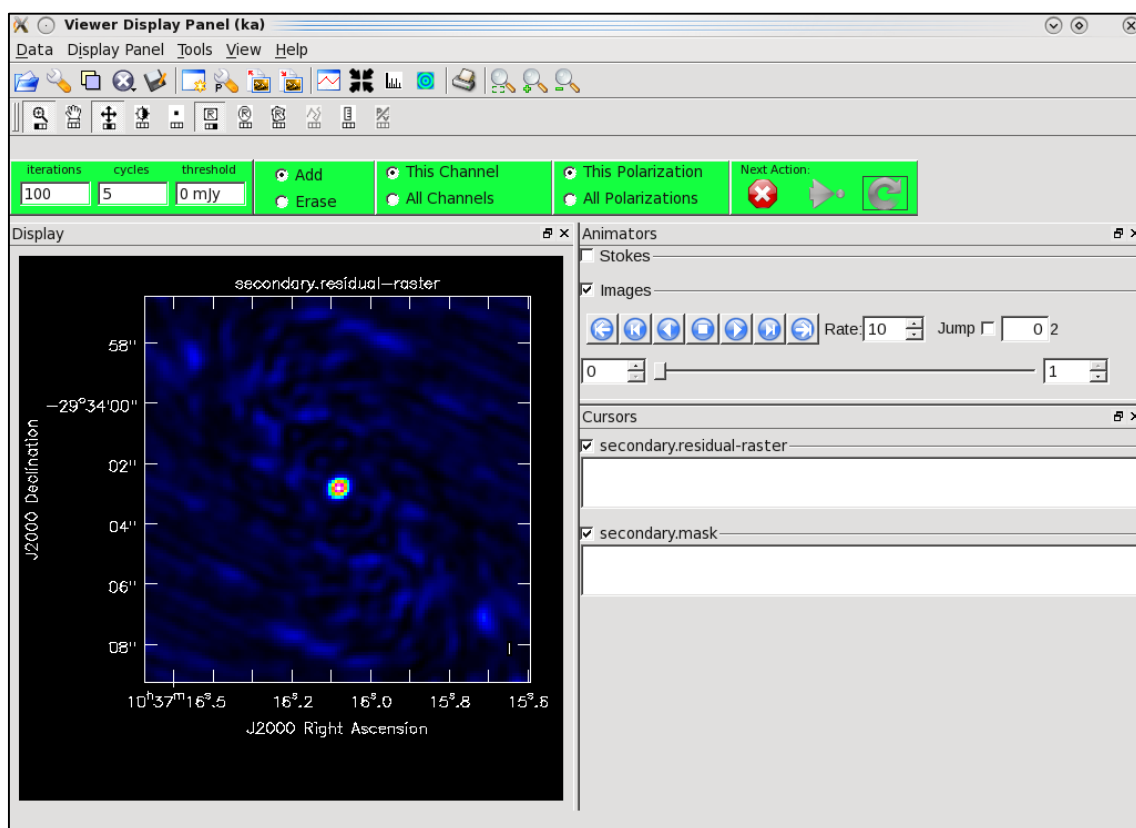 Viewer Display Panel (ka)
Data Display Panel Tools View Help
iterations cycles threshold
100 5 0 mJy
Add
Erase
This Channel
All Channels
This Polarization
All Polarizations
Next Action:
Display
secondary.residual-raster
58"
-29°34'00"
02"
04"
06"
08"
J2000 Declination
10ʰ37ᵐ16ˢ.5 16ˢ.2 16ˢ.0 15ˢ.8 15ˢ.6
J2000 Right Ascension
Animators
Stokes
Images
Rate: 10 Jump 0 2
0 1
Cursors
secondary.residual-raster
secondary.mask